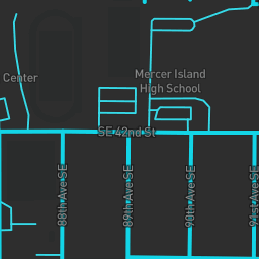 Mercer Island
High School
Center
SE 42nd St
88th Ave SE
89th Ave SE
90th Ave SE
91st Ave SE